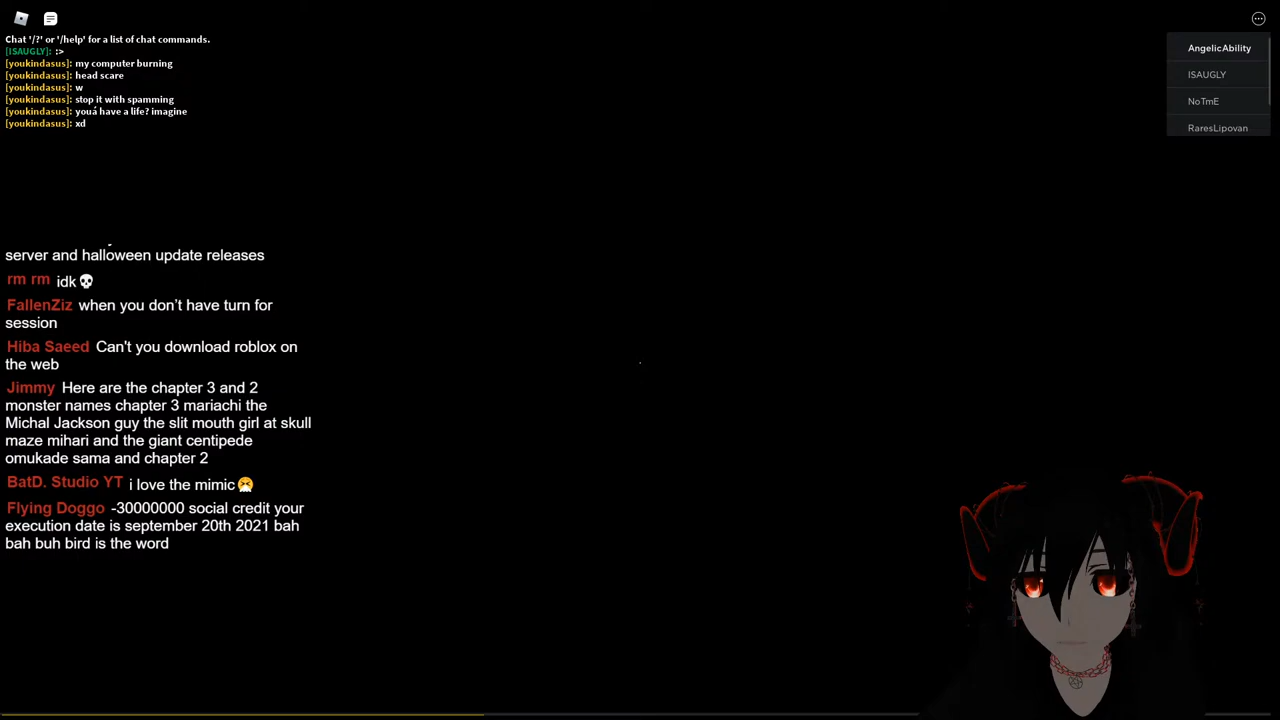 Chat '/?' or '/help' for a list of chat commands.
[ISAUGLY]: :>
[youkindasus]: my computer burning
[youkindasus]: head scare
[youkindasus]: w
[youkindasus]: stop it with spamming
[youkindasus]: youá have a life? imagine
[youkindasus]: xd
AngelicAbility
ISAUGLY
NoTmE
RaresLipovan
server and halloween update releases
rm rm idk💀
FallenZiz when you don’t have turn for
session
Hiba Saeed Can't you download roblox on
the web
Jimmy Here are the chapter 3 and 2
monster names chapter 3 mariachi the
Michal Jackson guy the slit mouth girl at skull
maze mihari and the giant centipede
omukade sama and chapter 2
BatD. Studio YT i love the mimic😷
Flying Doggo -30000000 social credit your
execution date is september 20th 2021 bah
bah buh bird is the word